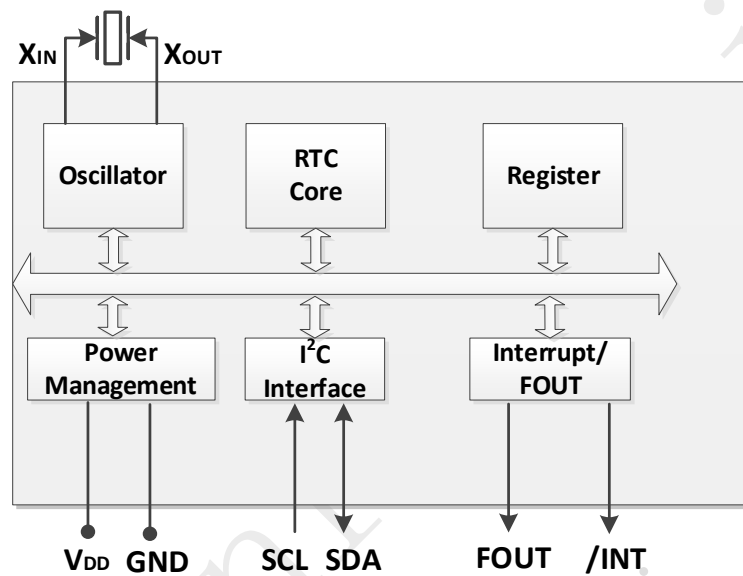 XIN XOUT
Oscillator
RTC
Core
Register
Power
Management
I²C
Interface
Interrupt/
FOUT
VDD GND SCL SDA FOUT /INT